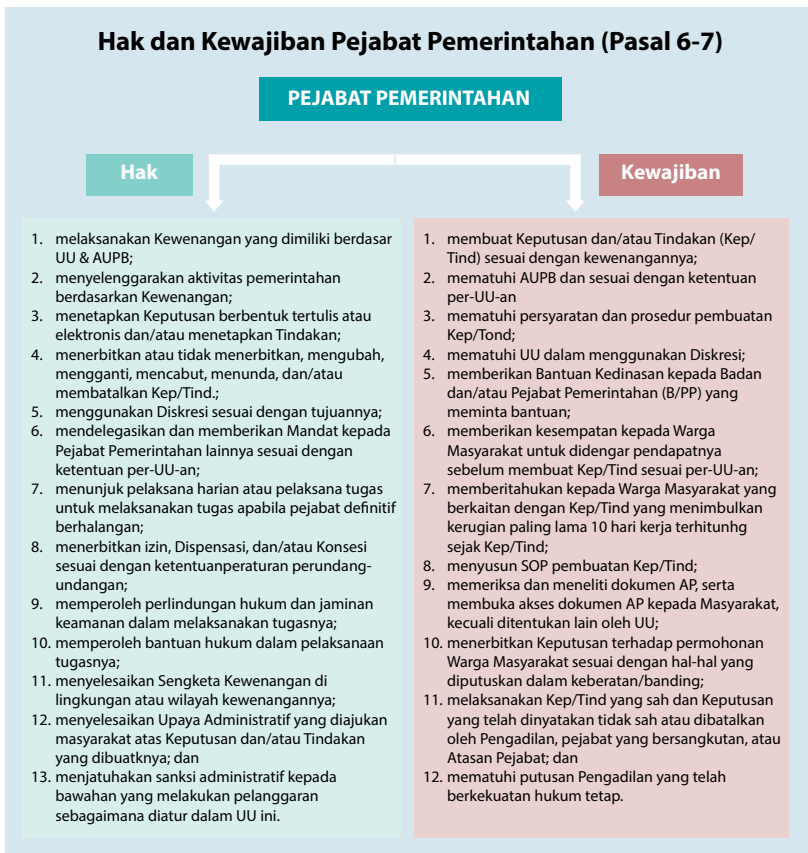 Hak dan Kewajiban Pejabat Pemerintahan (Pasal 6-7)
PEJABAT PEMERINTAHAN
Hak
1. melaksanakan Kewenangan yang dimiliki berdasar
UU & AUPB;
2. menyelenggarakan aktivitas pemerintahan
berdasarkan Kewenangan;
3. menetapkan Keputusan berbentuk tertulis atau
elektronis dan/atau menetapkan Tindakan;
4. menerbitkan atau tidak menerbitkan, mengubah,
mengganti, mencabut, menunda, dan/atau
membatalkan Kep/Tind.;
5. menggunakan Diskresi sesuai dengan tujuannya;
6. mendelegasikan dan memberikan Mandat kepada
Pejabat Pemerintahan lainnya sesuai dengan
ketentuan per-UU-an;
7. menunjuk pelaksana harian atau pelaksana tugas
untuk melaksanakan tugas apabila pejabat definitif
berhalangan;
8. menerbitkan izin, Dispensasi, dan/atau Konsesi
sesuai dengan ketentuanperaturan perundang-
undangan;
9. memperoleh perlindungan hukum dan jaminan
keamanan dalam melaksanakan tugasnya;
10. memperoleh bantuan hukum dalam pelaksanaan
tugasnya;
11. menyelesaikan Sengketa Kewenangan di
lingkungan atau wilayah kewenangannya;
12. menyelesaikan Upaya Administratif yang diajukan
masyarakat atas Keputusan dan/atau Tindakan
yang dibuatknya; dan
13. menjatuhakan sanksi administratif kepada
bawahan yang melakukan pelanggaran
sebagaimana diatur dalam UU ini.
Kewajiban
1. membuat Keputusan dan/atau Tindakan (Kep/
Tind) sesuai dengan kewenangannya;
2. mematuhi AUPB dan sesuai dengan ketentuan
per-UU-an
3. mematuhi persyaratan dan prosedur pembuatan
Kep/Tond;
4. mematuhi UU dalam menggunakan Diskresi;
5. memberikan Bantuan Kedinasan kepada Badan
dan/atau Pejabat Pemerintahan (B/PP) yang
meminta bantuan;
6. memberikan kesempatan kepada Warga
Masyarakat untuk didengar pendapatnya
sebelum membuat Kep/Tind sesuai per-UU-an;
7. memberitahukan kepada Warga Masyarakat yang
berkaitan dengan Kep/Tind yang menimbulkan
kerugian paling lama 10 hari kerja terhitunhg
sejak Kep/Tind;
8. menyusun SOP pembuatan Kep/Tind;
9. memeriksa dan meneliti dokumen AP, serta
membuka akses dokumen AP kepada Masyarakat,
kecuali ditentukan lain oleh UU;
10. menerbitkan Keputusan terhadap permohonan
Warga Masyarakat sesuai dengan hal-hal yang
diputuskan dalam keberatan/banding;
11. melaksanakan Kep/Tind yang sah dan Keputusan
yang telah dinyatakan tidak sah atau dibatalkan
oleh Pengadilan, pejabat yang bersangkutan, atau
Atasan Pejabat; dan
12. mematuhi putusan Pengadilan yang telah
berkekuatan hukum tetap.